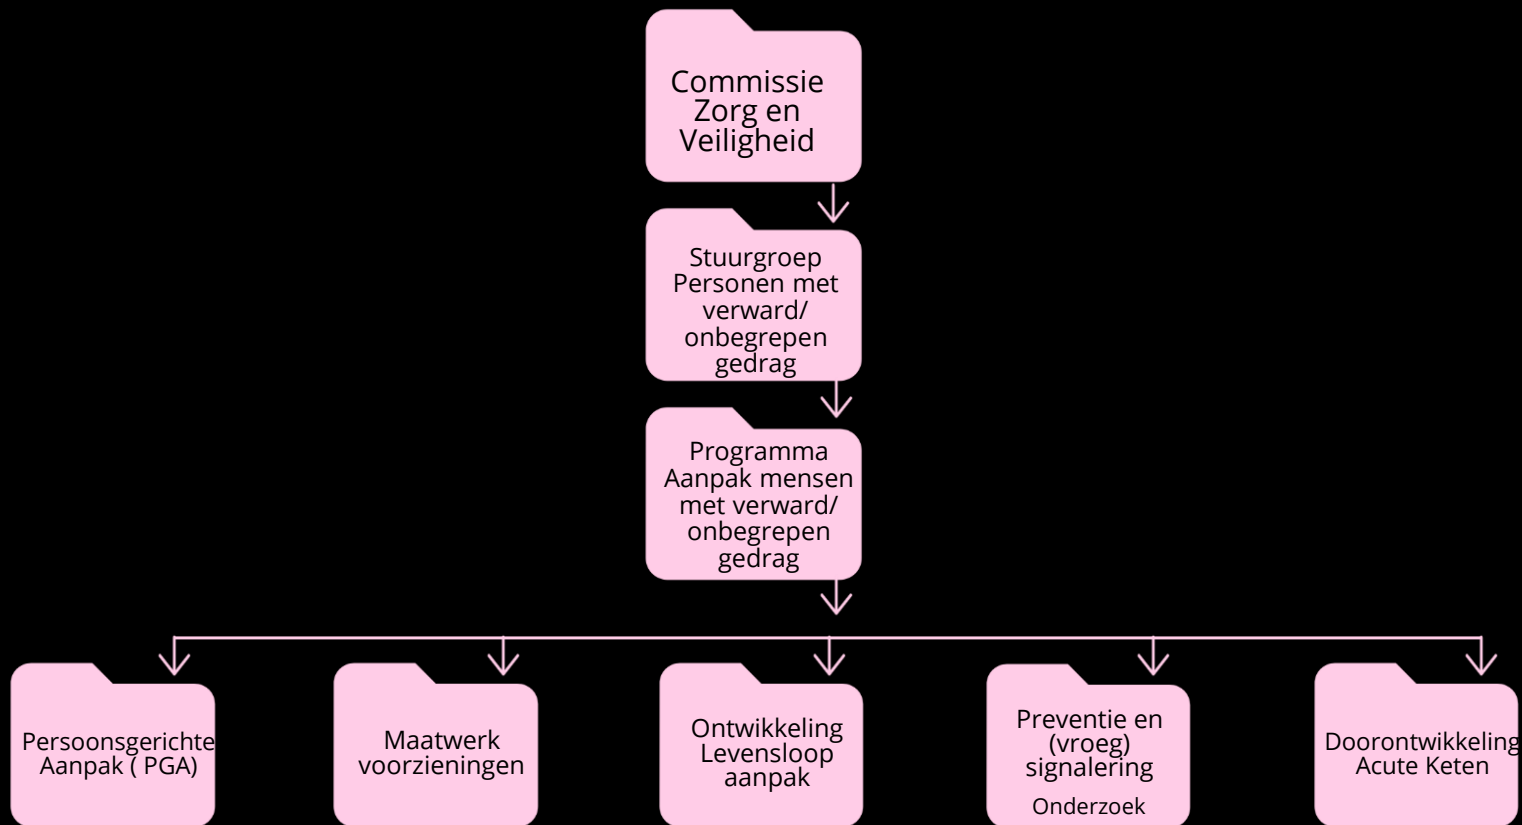 Commissie
Zorg en
Veiligheid
Stuurgroep
Personen met
verward/
onbegrepen
gedrag
Programma
Aanpak mensen
met verward/
onbegrepen
gedrag
Persoonsgerichte
Aanpak ( PGA)
Maatwerk
voorzieningen
Ontwikkeling
Levensloop
aanpak
Preventie en
(vroeg)
signalering
Onderzoek
Doorontwikkeling
Acute Keten